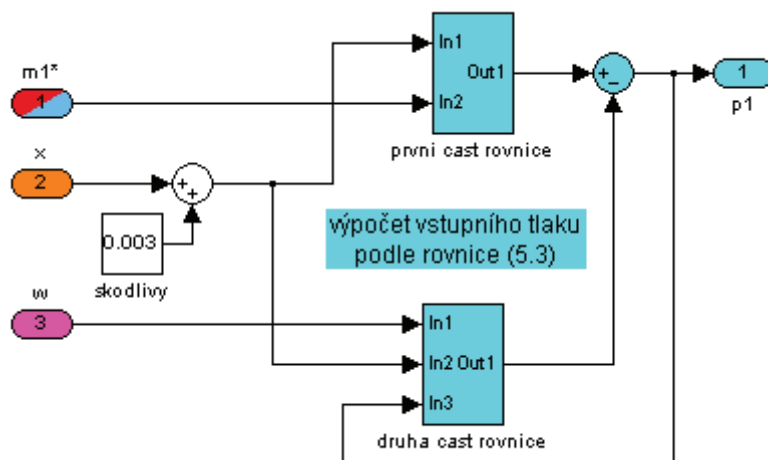 m1*
1
In1
Out1
In2
prvni cast rovnice
+
−
1
p1
x
2
+
+
0.003
skodlivy
výpočet vstupního tlaku
podle rovnice (5.3)
w
3
In1
In2 Out1
In3
druha cast rovnice